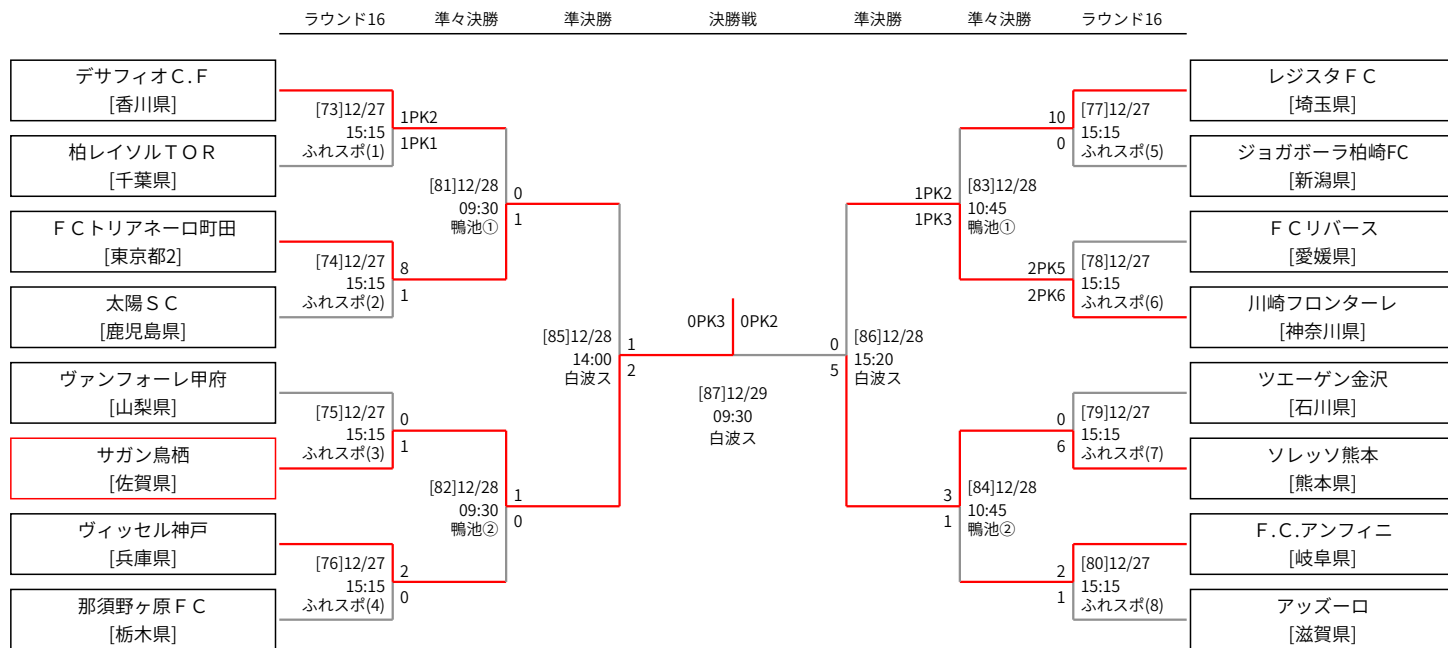 ラウンド16
準々決勝
準決勝
決勝戦
準決勝
準々決勝
ラウンド16
デサフィオC.F
[香川県]
柏レイソルTOR
[千葉県]
FCトリアネーロ町田
[東京都2]
太陽SC
[鹿児島県]
ヴァンフォーレ甲府
[山梨県]
サガン鳥栖
[佐賀県]
ヴィッセル神戸
[兵庫県]
那須野ヶ原FC
[栃木県]
[73]12/27
15:15
ふれスポ(1)
1PK2
1PK1
[74]12/27
15:15
ふれスポ(2)
8
1
[75]12/27
15:15
ふれスポ(3)
0
1
[76]12/27
15:15
ふれスポ(4)
2
0
[81]12/28
09:30
鴨池①
0
1
[82]12/28
09:30
鴨池②
1
0
[85]12/28
14:00
白波ス
1
2
0PK3
0PK2
[87]12/29
09:30
白波ス
0
5
[86]12/28
15:20
白波ス
1PK2
1PK3
[83]12/28
10:45
鴨池①
3
1
[84]12/28
10:45
鴨池②
10
0
[77]12/27
15:15
ふれスポ(5)
2PK5
2PK6
[78]12/27
15:15
ふれスポ(6)
0
6
[79]12/27
15:15
ふれスポ(7)
2
1
[80]12/27
15:15
ふれスポ(8)
レジスタFC
[埼玉県]
ジョガボーラ柏崎FC
[新潟県]
FCリバース
[愛媛県]
川崎フロンターレ
[神奈川県]
ツエーゲン金沢
[石川県]
ソレッソ熊本
[熊本県]
F.C.アンフィニ
[岐阜県]
アッズーロ
[滋賀県]